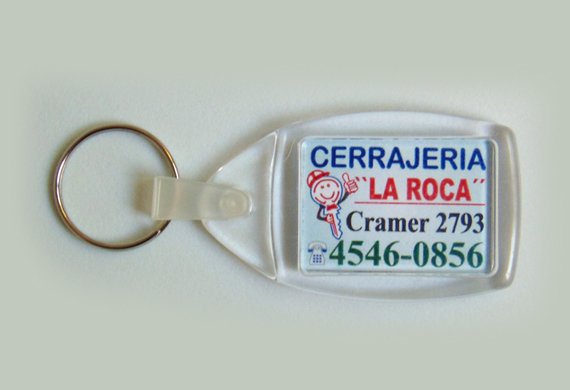 CERRAJERIA
"LA ROCA"
Cramer 2793
4546-0856